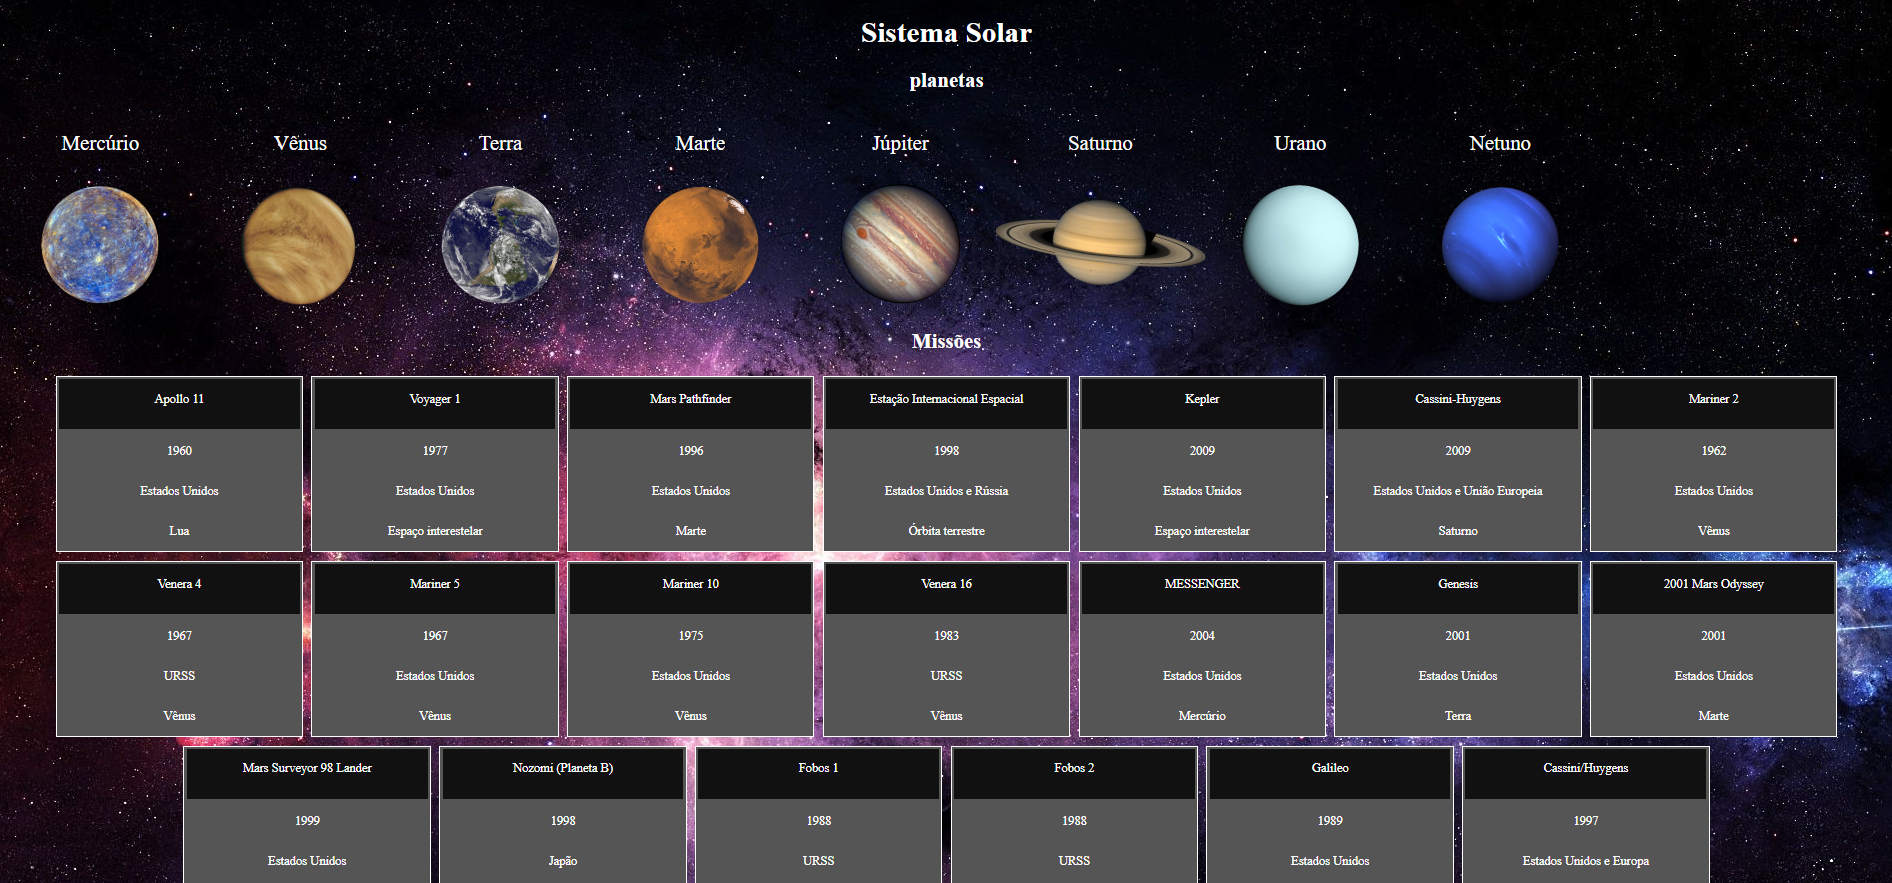 Sistema Solar
planetas
Mercúrio
Vênus
Terra
Marte
Júpiter
Saturno
Urano
Netuno
Missões
Apollo 11
1960
Estados Unidos
Lua
Voyager 1
1977
Estados Unidos
Espaço interestelar
Mars Pathfinder
1996
Estados Unidos
Marte
Estação Internacional Espacial
1998
Estados Unidos e Rússia
Órbita terrestre
Kepler
2009
Estados Unidos
Espaço interestelar
Cassini-Huygens
2009
Estados Unidos e União Europeia
Saturno
Mariner 2
1962
Estados Unidos
Vênus
Venera 4
1967
URSS
Vênus
Mariner 5
1967
Estados Unidos
Vênus
Mariner 10
1975
Estados Unidos
Vênus
Venera 16
1983
URSS
Vênus
MESSENGER
2004
Estados Unidos
Mercúrio
Genesis
2001
Estados Unidos
Terra
2001 Mars Odyssey
2001
Estados Unidos
Marte
Mars Surveyor 98 Lander
1999
Estados Unidos
Nozomi (Planeta B)
1998
Japão
Fobos 1
1988
URSS
Fobos 2
1988
URSS
Galileo
1989
Estados Unidos
Cassini/Huygens
1997
Estados Unidos e Europa